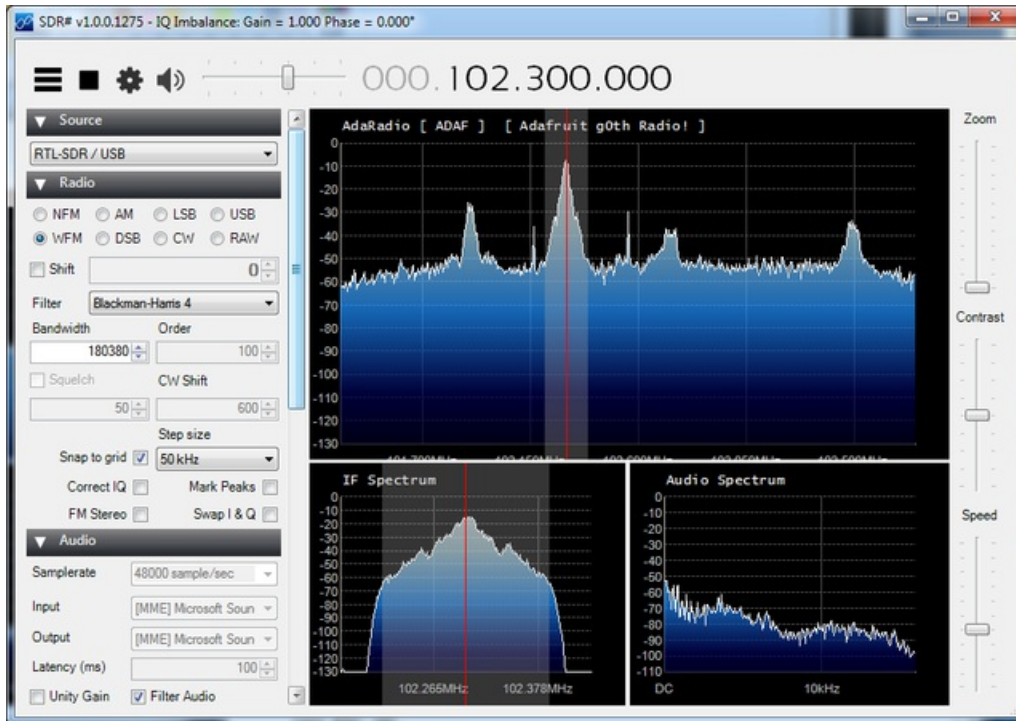 SDR# v1.0.0.1275 - IQ Imbalance: Gain = 1.000 Phase = 0.000°
000.102.300.000
Source
RTL-SDR / USB
Radio
NFM AM LSB USB
WFM DSB CW RAW
Shift 0
Filter Blackman-Harris 4
Bandwidth Order
180380 100
Squelch CW Shift
50 600
Step size
Snap to grid 50 kHz
Correct IQ Mark Peaks
FM Stereo Swap I & Q
Audio
Samplerate 48000 sample/sec
Input [MME] Microsoft Soun
Output [MME] Microsoft Soun
Latency (ms) 100
Unity Gain Filter Audio
AdaRadio [ ADAF ] [ Adafruit g0th Radio! ]
0
-10
-20
-30
-40
-50
-60
-70
-80
-90
-100
-110
-120
-130
IF Spectrum
0
-10
-20
-30
-40
-50
-60
-70
-80
-90
-100
-110
-120
-130
102.265MHz 102.378MHz
Audio Spectrum
0
-10
-20
-30
-40
-50
-60
-70
-80
-90
-100
-110
DC 10kHz
Zoom
Contrast
Speed